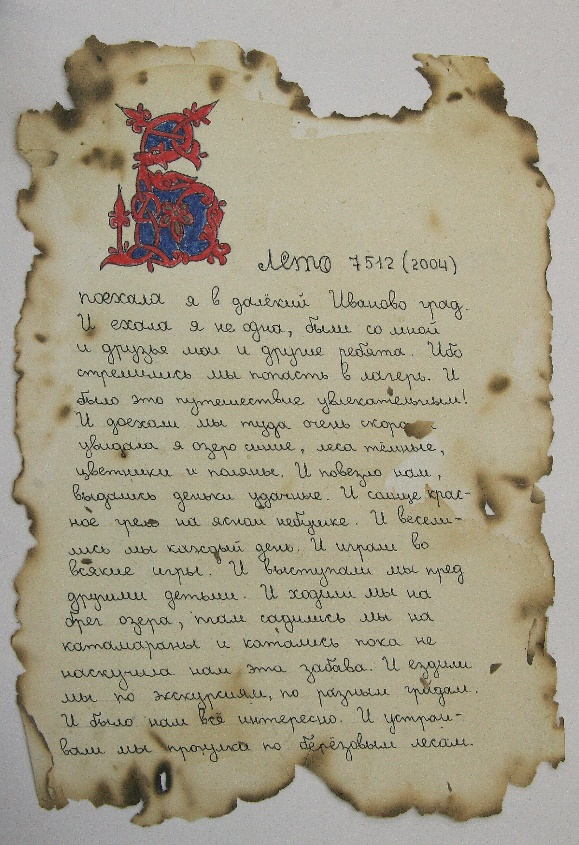 В
Лето 7512 (2004)
поехала я в далёкий Иваново град.
И ехала я не одна, были со мной
и друзья мои и другие ребята. Ибо
стремились мы попасть в лагерь. И
было это путешествие увлекательным!
И доехали мы туда очень скоро
увидала я озеро синие, леса тёмные,
цветники и поляны. И повезло нам,
выдались деньки удачные. И солнце крас-
ное грело на ясном небушке. И весели-
лись мы каждый день. И играли во
всякие игры. И выступали мы пред
другими детьми. И ходили мы на
брег озера, там садились мы на
катамараны и катались пока не
наскучила нам эта забава. И ездили
мы по экскурсиям, по разным градам.
И было нам всё интересно. И устраи-
вали мы прогулки по берёзовым лесам.